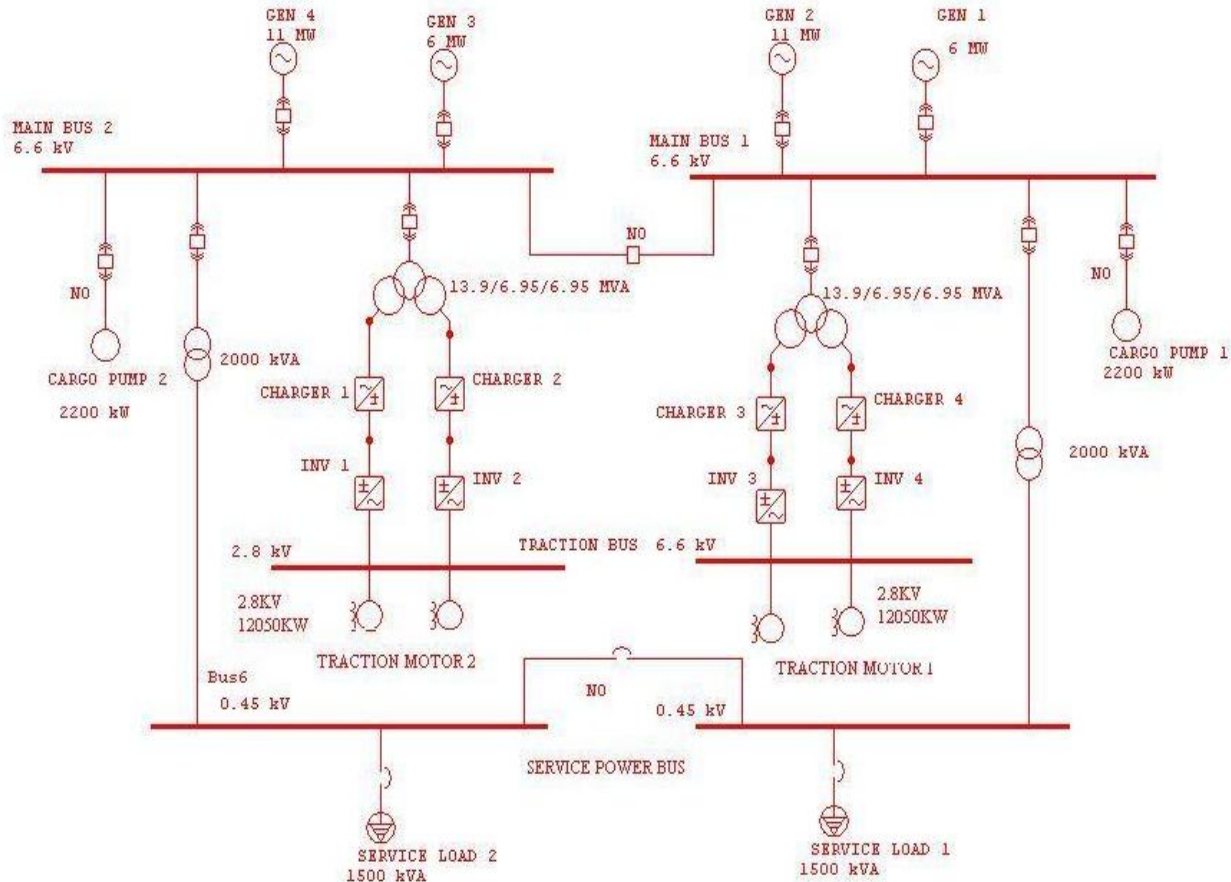 GEN 4
11 MW
GEN 3
6 MW
GEN 2
11 MW
GEN 1
6 MW
MAIN BUS 2
6.6 kV
MAIN BUS 1
6.6 kV
NO
NO
NO
13.9/6.95/6.95 MVA
13.9/6.95/6.95 MVA
2000 kVA
CARGO PUMP 2
2200 kW
CHARGER 1
CHARGER 2
CHARGER 3
CHARGER 4
CARGO PUMP 1
2200 kW
2000 kVA
INV 1
INV 2
INV 3
INV 4
2.8 kV
TRACTION BUS 6.6 kV
2.8KV
12050KW
2.8KV
12050KW
TRACTION MOTOR 2
TRACTION MOTOR 1
Bus6
0.45 kV
NO
0.45 kV
SERVICE POWER BUS
SERVICE LOAD 2
1500 kVA
SERVICE LOAD 1
1500 kVA